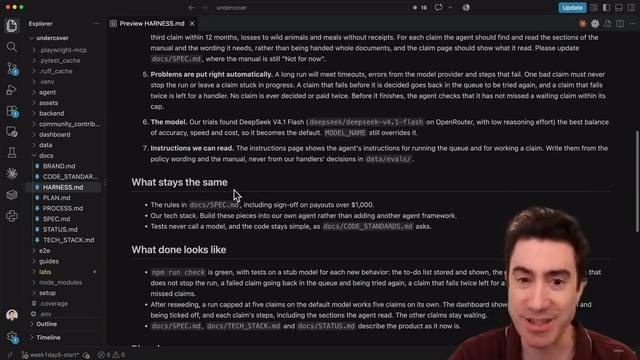 undercover
16
Update
Explorer
Preview HARNESS.md
undercover
.playwright-mcp
.pytest_cache
.ruff_cache
.venv
agent
assets
backend
community_contrib...
dashboard
data
docs
BRAND.md
CODE_STANDAR...
HARNESS.md
PLAN.md
PROCESS.md
SPEC.md
STATUS.md
TECH_STACK.md
e2e
guides
labs
node_modules
setup
.coverage
.env
Outline
Timeline
week1day5-start*
0
0
third claim within 12 months, losses to wild animals and meals without receipts. For each claim the agent should find and read the sections of
the manual and the wording it needs, rather than being handed whole documents, and the claim page should show what it read. Please update
docs/SPEC.md, where the manual is still "Not for now".
5. Problems are put right automatically. A long run will meet timeouts, errors from the model provider and steps that fail. One bad claim must never
stop the run or leave a claim stuck in progress. A claim that fails before it is decided goes back in the queue to be tried again, and a claim that
fails twice is left for a handler. No claim is ever decided or paid twice. Before it finishes, the agent checks that it has not missed a waiting claim within its
cap.
6. The model. Our trials found DeepSeek V4.1 Flash (deepseek/deepseek-v4.1-flash on OpenRouter, with low reasoning effort) the best balance
of accuracy, speed and cost, so it becomes the default. MODEL_NAME still overrides it.
7. Instructions we can read. The instructions page shows the agent's instructions for running the queue and for working a claim. Write them from the
policy wording and the manual, never from our handlers' decisions in data/evals/.
What stays the same
The rules in docs/SPEC.md, including sign-off on payouts over $1,000.
Our tech stack. Build these pieces into our own agent rather than adding another agent framework.
Tests never call a model, and the code stays simple, as docs/CODE_STANDARDS.md asks.
What done looks like
npm run check is green, with tests on a stub model for each new behavior: the to-do list stored and shown, the
that does not stop the run, a failed claim going back in the queue and being tried again, a claim that fails twice left for
missed claims.
After reseeding, a run capped at five claims on the default model works five claims on its own. The dashboard shows
and being ticked off, and each claim's steps, including the sections the agent read. The other claims stay waiting.
docs/SPEC.md, docs/TECH_STACK.md and docs/STATUS.md describe the product as it now is.